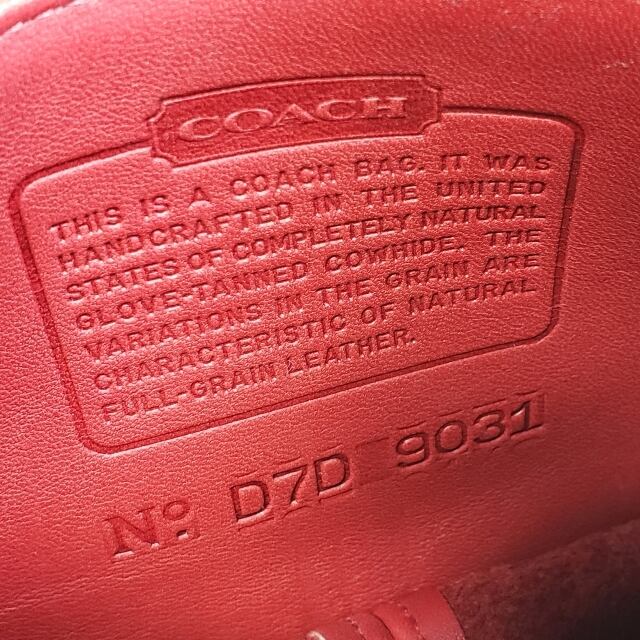 COACH
THIS IS A COACH BAG. IT WAS
HANDCRAFTED IN THE UNITED
STATES OF COMPLETELY NATURAL
GLOVE-TANNED COWHIDE. THE
VARIATIONS IN THE GRAIN ARE
CHARACTERISTIC OF NATURAL
FULL-GRAIN LEATHER.
Nº. D7D 9031